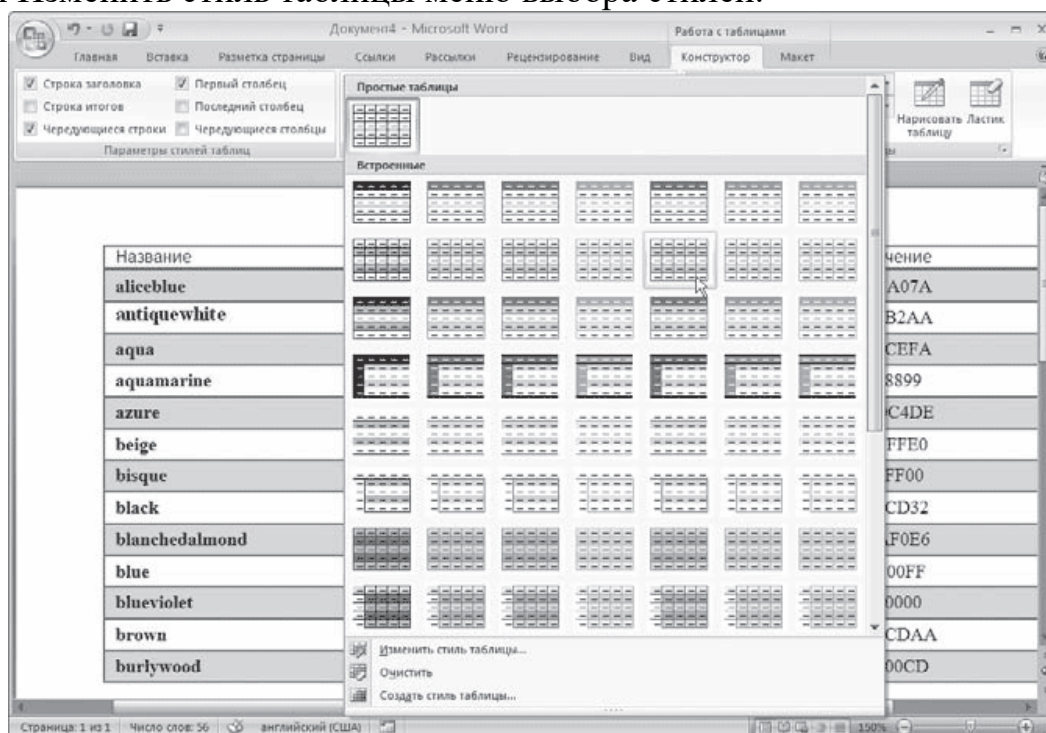 Изменить стиль таблицы меню выбора стилей.
Документ4 - Microsoft Word
Работа с таблицами
Главная Вставка Разметка страницы Ссылки Рассылки Рецензирование Вид Конструктор Макет
Строка заголовка Первый столбец
Строка итогов Последний столбец
Чередующиеся строки Чередующиеся столбцы
Параметры стилей таблиц
Простые таблицы
Встроенные
Нарисовать Ластик
таблицу
Название чение
aliceblue A07A
antiquewhite B2AA
aqua CEFA
aquamarine 8899
azure C4DE
beige FFE0
bisque FF00
black CD32
blanchedalmond AF0E6
blue 00FF
blueviolet 0000
brown CDAA
burlywood 00CD
Изменить стиль таблицы...
Очистить
Создать стиль таблицы...
Страница: 1 из 1 Число слов: 56 английский (США) 150%